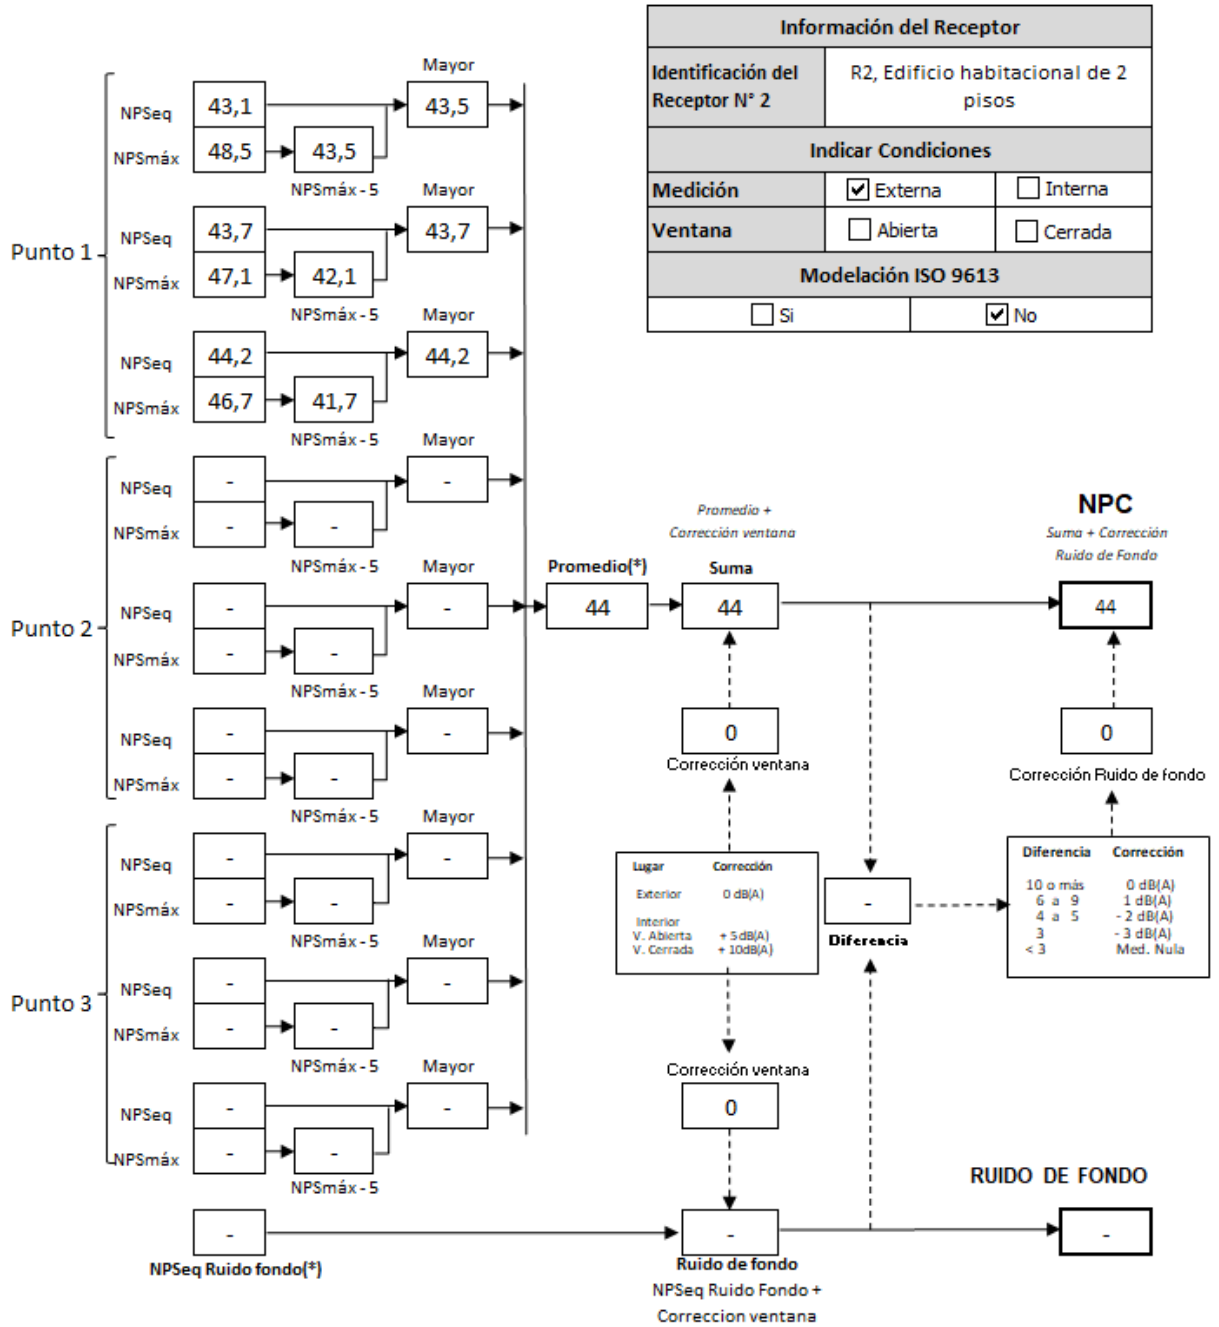 Información del Receptor
Identificación del Receptor N° 2
R2, Edificio habitacional de 2 pisos
Indicar Condiciones
Medición
Externa
Interna
Ventana
Abierta
Cerrada
Modelación ISO 9613
Si
No
Punto 1
Mayor
NPSeq 43,1 43,5
NPSmáx 48,5 43,5
NPSmáx - 5
Mayor
NPSeq 43,7 43,7
NPSmáx 47,1 42,1
NPSmáx - 5
Mayor
NPSeq 44,2 44,2
NPSmáx 46,7 41,7
NPSmáx - 5
Punto 2
Mayor
NPSeq - -
NPSmáx - -
NPSmáx - 5
Mayor
NPSeq - -
NPSmáx - -
NPSmáx - 5
Mayor
NPSeq - -
NPSmáx - -
NPSmáx - 5
Punto 3
Mayor
NPSeq - -
NPSmáx - -
NPSmáx - 5
Mayor
NPSeq - -
NPSmáx - -
NPSmáx - 5
Mayor
NPSeq - -
NPSmáx - -
NPSmáx - 5
-
NPSeq Ruido fondo(*)
Promedio(*)
44
Promedio +
Corrección ventana
Suma
44
0
Corrección ventana
Lugar Corrección
Exterior 0 dB(A)
Interior
V. Abierta + 5dB(A)
V. Cerrada + 10dB(A)
Corrección ventana
0
-
Ruido de fondo
NPSeq Ruido Fondo +
Correccion ventana
-
Diferencia
NPC
Suma + Corrección
Ruido de Fondo
44
0
Corrección Ruido de fondo
Diferencia Corrección
10 o más 0 dB(A)
6 a 9 1 dB(A)
4 a 5 - 2 dB(A)
3 - 3 dB(A)
< 3 Med. Nula
RUIDO DE FONDO
-